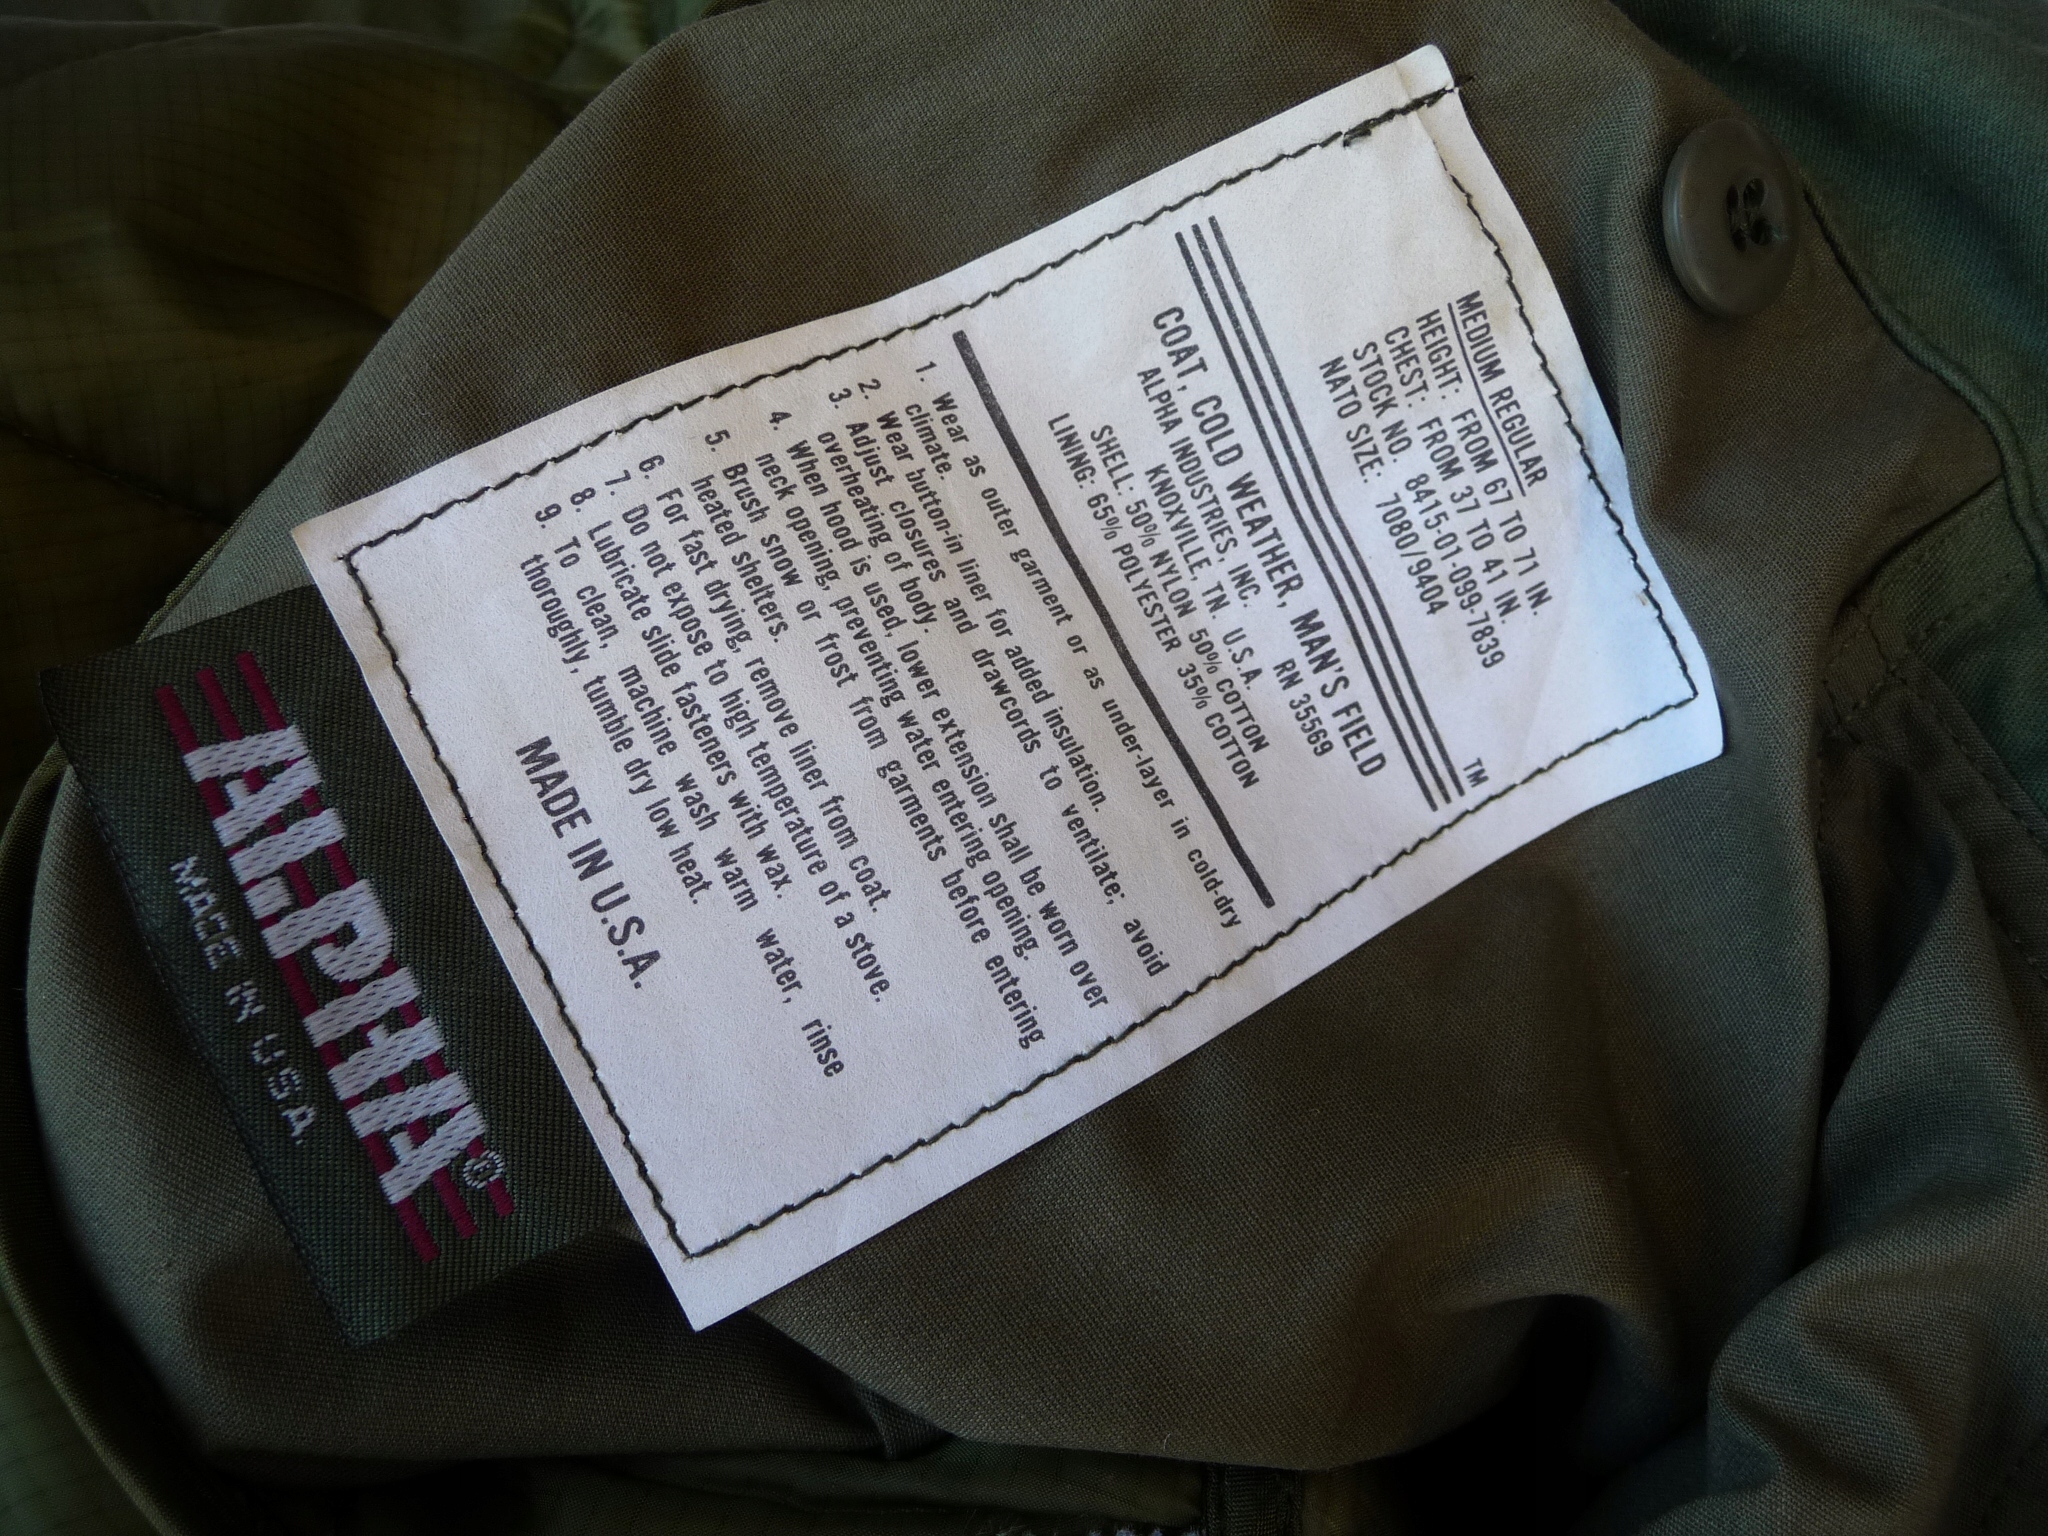 MEDIUM REGULAR
HEIGHT: FROM 67 TO 71 IN.
CHEST: FROM 37 TO 41 IN.
STOCK NO. 8415-01-099-7839
NATO SIZE: 7080/9404
TM
COAT, COLD WEATHER, MAN'S FIELD
ALPHA INDUSTRIES, INC. RN 35569
KNOXVILLE, TN. U.S.A.
SHELL: 50% NYLON 50% COTTON
LINING: 65% POLYESTER 35% COTTON
1. Wear as outer garment or as under-layer in cold-dry
climate.
2. Wear button-in liner for added insulation.
3. Adjust closures and drawcords to ventilate; avoid
overheating of body.
4. When hood is used, lower extension shall be worn over
neck opening, preventing water entering opening.
5. Brush snow or frost from garments before entering
heated shelters.
6. For fast drying, remove liner from coat.
7. Do not expose to high temperature of a stove.
8. Lubricate slide fasteners with wax.
9. To clean, machine wash warm water, rinse
thoroughly, tumble dry low heat.
MADE IN U.S.A.
ALPHA®
MADE IN U.S.A.